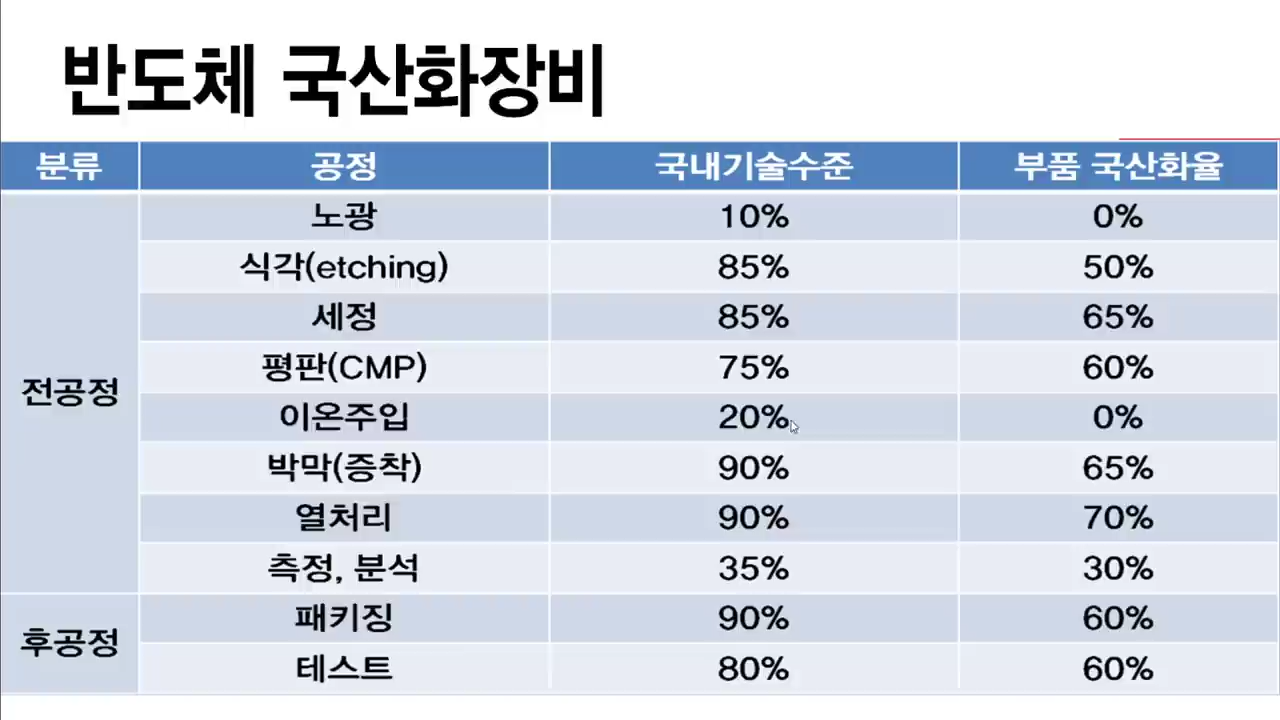 반도체 국산화장비
분류 공정 국내기술수준 부품 국산화율
전공정 노광 10% 0%
식각(etching) 85% 50%
세정 85% 65%
평판(CMP) 75% 60%
이온주입 20% 0%
박막(증착) 90% 65%
열처리 90% 70%
측정, 분석 35% 30%
후공정 패키징 90% 60%
테스트 80% 60%